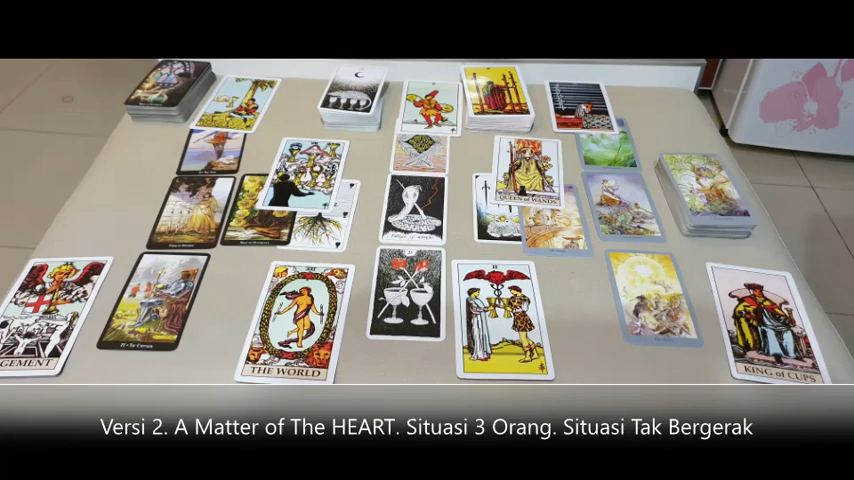 QUEEN of WANDS
GEMENT
THE WORLD
II
KING of CUPS
Versi 2. A Matter of The HEART. Situasi 3 Orang. Situasi Tak Bergerak